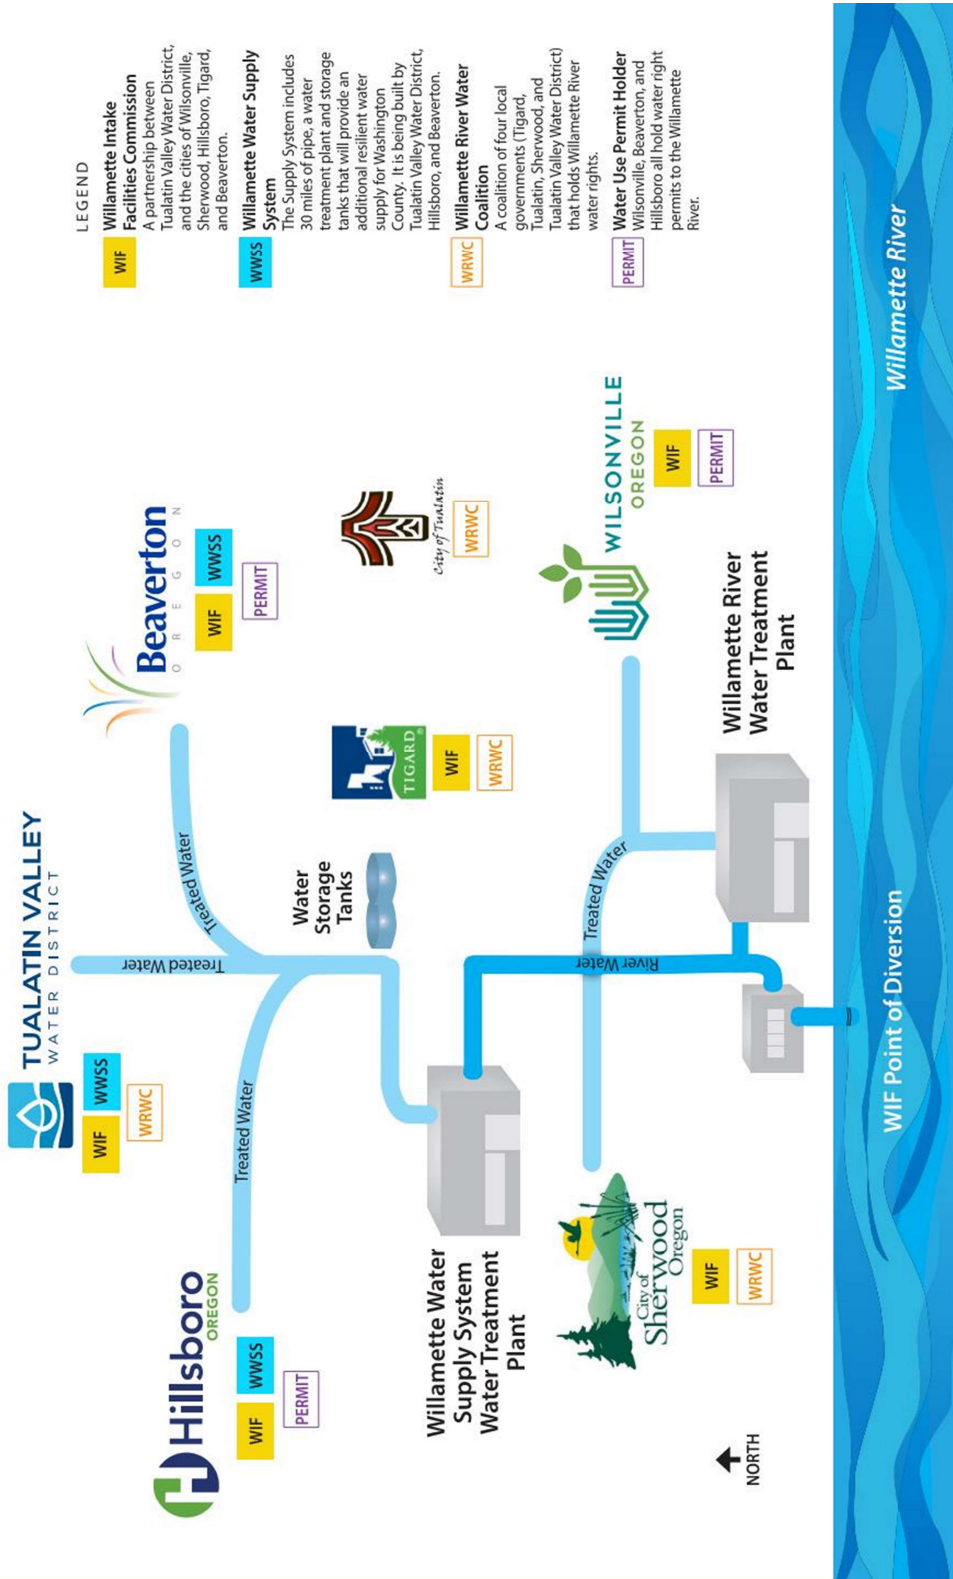 TUALATIN VALLEY
WATER DISTRICT
WIF
WWSS
WRWC
Hillsboro
OREGON
WIF
WWSS
PERMIT
Beaverton
OREGON
WIF
WWSS
PERMIT
Treated Water
Treated Water
Treated Water
Water
Storage
Tanks
TIGARD
®
WIF
WRWC
City of Tualatin
WRWC
Willamette Water
Supply System
Water Treatment
Plant
City of
Sherwood
Oregon
WIF
WRWC
Treated Water
River Water
WILSONVILLE
OREGON
WIF
PERMIT
Willamette River
Water Treatment
Plant
NORTH
WIF Point of Diversion
Willamette River
LEGEND
WIF
Willamette Intake
Facilities Commission
A partnership between
Tualatin Valley Water District,
and the cities of Wilsonville,
Sherwood, Hillsboro, Tigard,
and Beaverton.
WWSS
Willamette Water Supply
System
The Supply System includes
30 miles of pipe, a water
treatment plant and storage
tanks that will provide an
additional resilient water
supply for Washington
County. It is being built by
Tualatin Valley Water District,
Hillsboro, and Beaverton.
WRWC
Willamette River Water
Coalition
A coalition of four local
governments (Tigard,
Tualatin, Sherwood, and
Tualatin Valley Water District)
that holds Willamette River
water rights.
PERMIT
Water Use Permit Holder
Wilsonville, Beaverton, and
Hillsboro all hold water right
permits to the Willamette
River.